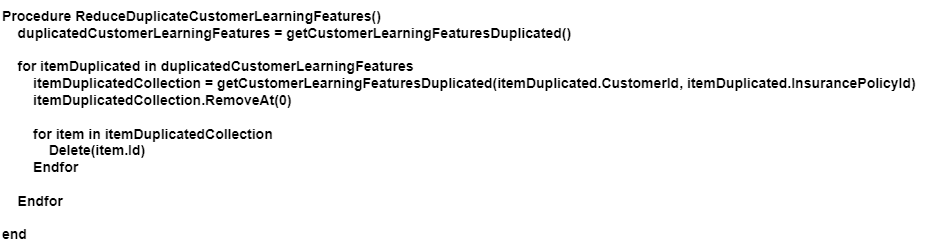 Procedure ReduceDuplicateCustomerLearningFeatures()
duplicatedCustomerLearningFeatures = getCustomerLearningFeaturesDuplicated()
for itemDuplicated in duplicatedCustomerLearningFeatures
itemDuplicatedCollection = getCustomerLearningFeaturesDuplicated(itemDuplicated.CustomerId, itemDuplicated.InsurancePolicyId)
itemDuplicatedCollection.RemoveAt(0)
for item in itemDuplicatedCollection
Delete(item.Id)
Endfor
Endfor
end